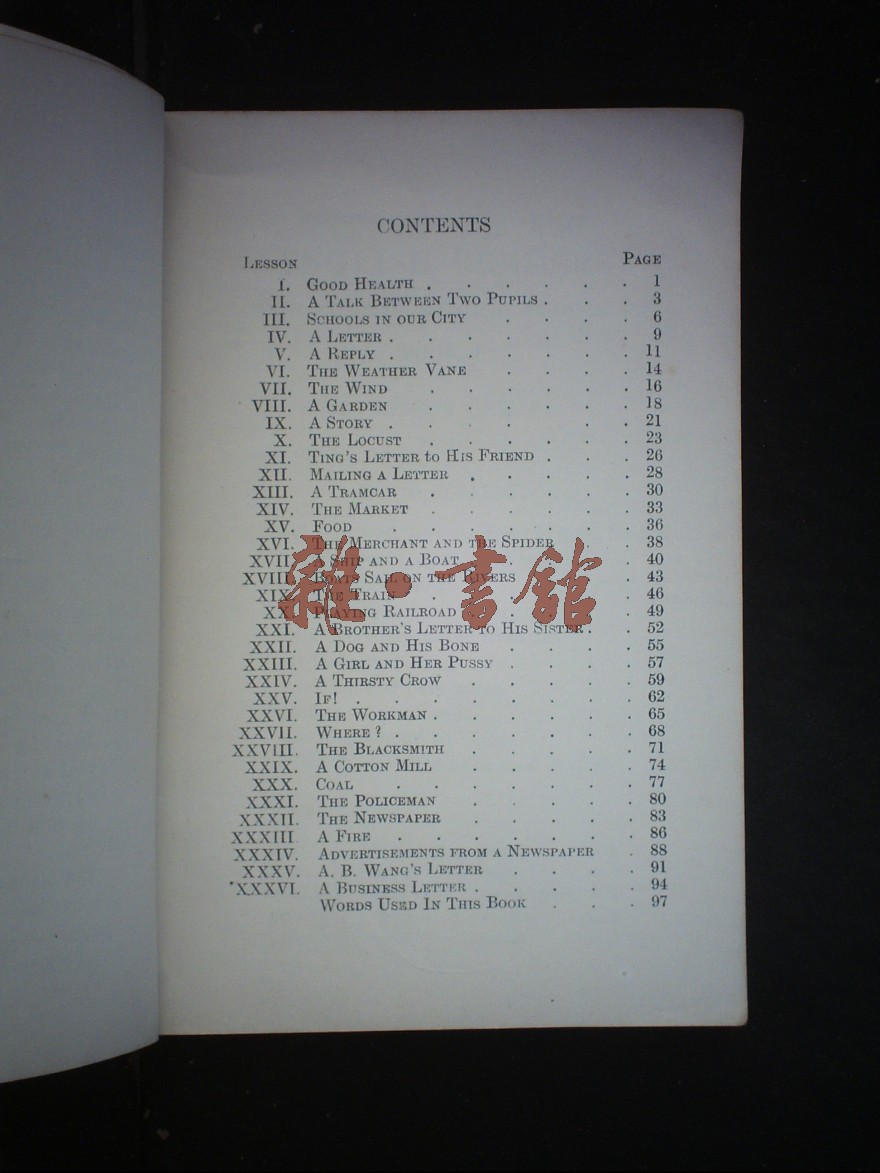 CONTENTS
LESSON PAGE
I. GOOD HEALTH . . . . . . 1
II. A TALK BETWEEN TWO PUPILS . . . 3
III. SCHOOLS IN OUR CITY . . . . 6
IV. A LETTER . . . . . . . 9
V. A REPLY . . . . . . . 11
VI. THE WEATHER VANE . . . . 14
VII. THE WIND . . . . . 16
VIII. A GARDEN . . . . . 18
IX. A STORY . . . . . . 21
X. THE LOCUST . . . . . 23
XI. TING'S LETTER to HIS FRIEND . . . 26
XII. MAILING A LETTER . . . . 28
XIII. A TRAMCAR . . . . . 30
XIV. THE MARKET . . . . . 33
XV. FOOD . . . . . . 36
XVI. THE MERCHANT AND THE SPIDER . 38
XVII. A SHIP AND A BOAT . . . . 40
XVIII. BOATS SAIL ON THE RIVERS . . 43
XIX. THE TRAIN . . . . . 46
XX. PLAYING RAILROAD . . . . 49
XXI. A BROTHER'S LETTER TO HIS SISTER . . 52
XXII. A DOG AND HIS BONE . . . . 55
XXIII. A GIRL AND HER PUSSY . . . . 57
XXIV. A THIRSTY CROW . . . . 59
XXV. IF! . . . . . . . 62
XXVI. THE WORKMAN . . . . . 65
XXVII. WHERE? . . . . . . 68
XXVIII. THE BLACKSMITH . . . . 71
XXIX. A COTTON MILL . . . . 74
XXX. COAL . . . . . . 77
XXXI. THE POLICEMAN . . . . 80
XXXII. THE NEWSPAPER . . . . 83
XXXIII. A FIRE . . . . . . 86
XXXIV. ADVERTISEMENTS FROM A NEWSPAPER . 88
XXXV. A. B. WANG'S LETTER . . . . 91
XXXVI. A BUSINESS LETTER . . . . 94
WORDS USED IN THIS BOOK . . . 97
雜·書館